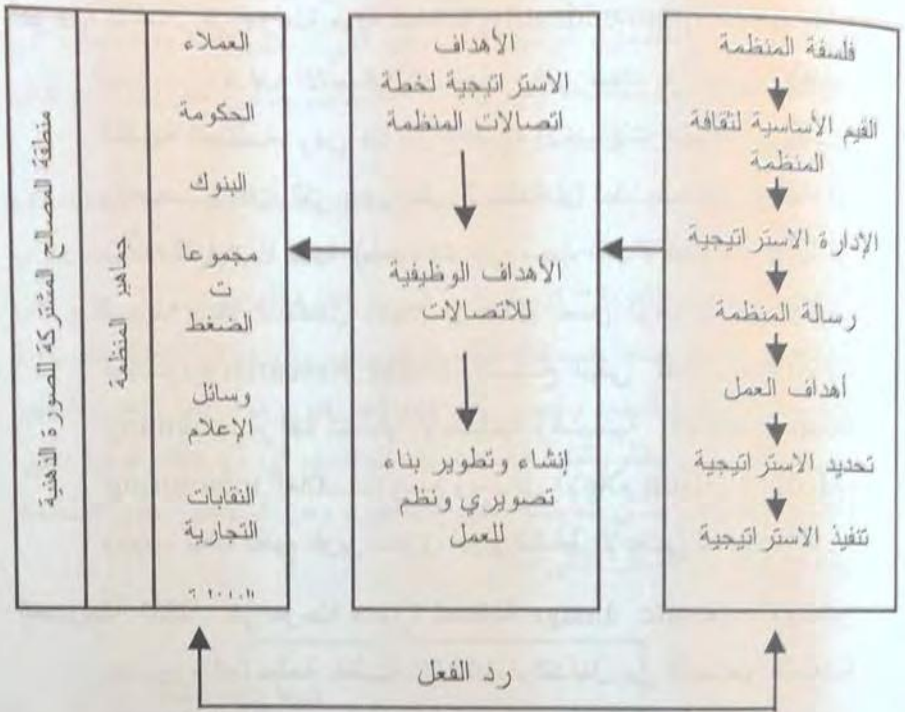 فلسفة المنظمة
القيم الأساسية لثقافة
المنظمة
الإدارة الاستراتيجية
رسالة المنظمة
أهداف العمل
تحديد الاستراتيجية
تنفيذ الاستراتيجية
الأهداف
الاستراتيجية لخطة
اتصالات المنظمة
الأهداف الوظيفية
للاتصالات
إنشاء وتطوير بناء
تصويري ونظم
للعمل
العملاء
الحكومة
البنوك
مجموعا
ت
الضغط
وسائل
الإعلام
النقابات
التجارية
جماهير المنظمة
منطقة المصالح المشتركة للصورة الذهنية
رد الفعل